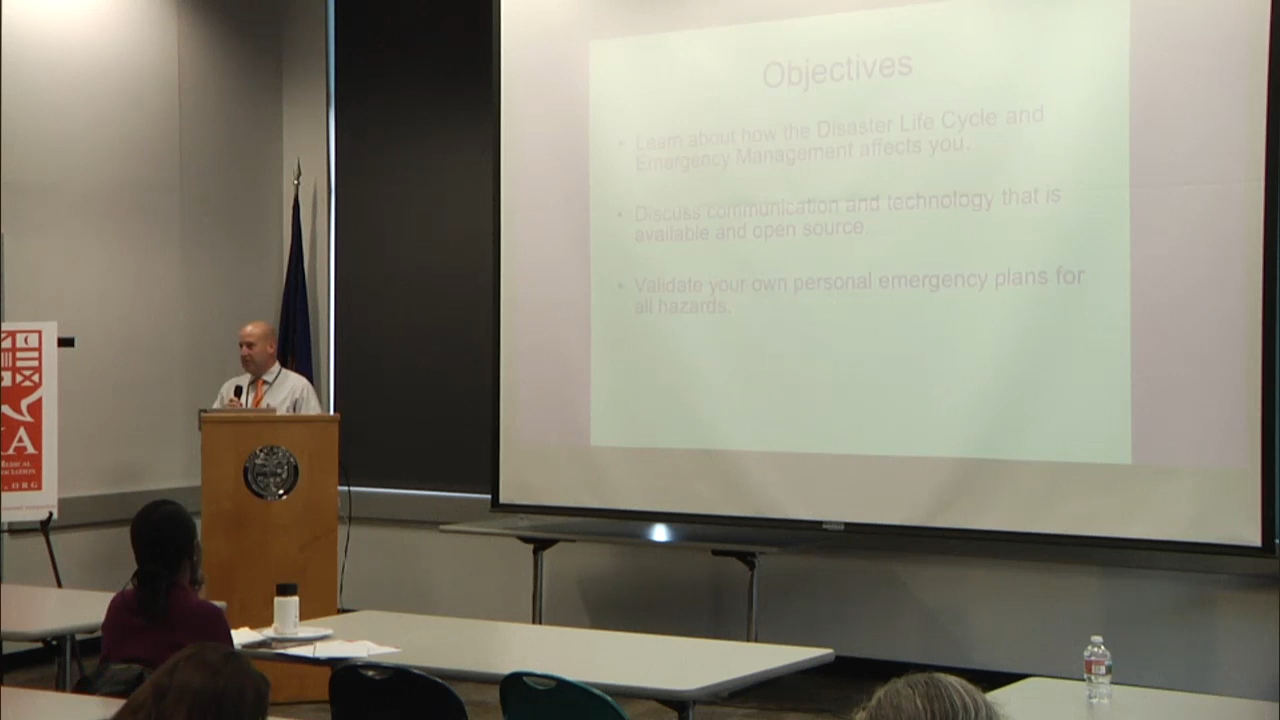 Objectives
• Learn about how the Disaster Life Cycle and
Emergency Management affects you.
• Discuss communication and technology that is
available and open source.
• Validate your own personal emergency plans for
all hazards.